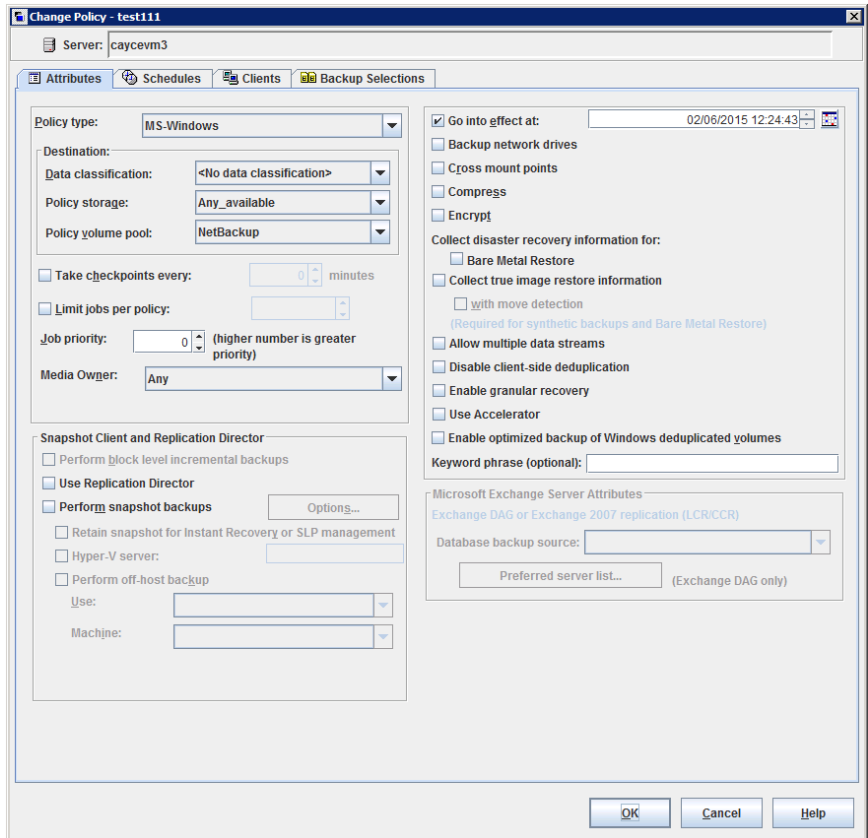 Change Policy - test111
Server: caycevm3
Attributes Schedules Clients Backup Selections
Policy type: MS-Windows
Destination:
Data classification: <No data classification>
Policy storage: Any_available
Policy volume pool: NetBackup
Take checkpoints every: 0 minutes
Limit jobs per policy:
Job priority: 0 (higher number is greater
priority)
Media Owner: Any
Snapshot Client and Replication Director
Perform block level incremental backups
Use Replication Director
Perform snapshot backups Options...
Retain snapshot for Instant Recovery or SLP management
Hyper-V server:
Perform off-host backup
Use:
Machine:
Go into effect at: 02/06/2015 12:24:43
Backup network drives
Cross mount points
Compress
Encrypt
Collect disaster recovery information for:
Bare Metal Restore
Collect true image restore information
with move detection
(Required for synthetic backups and Bare Metal Restore)
Allow multiple data streams
Disable client-side deduplication
Enable granular recovery
Use Accelerator
Enable optimized backup of Windows deduplicated volumes
Keyword phrase (optional):
Microsoft Exchange Server Attributes
Exchange DAG or Exchange 2007 replication (LCR/CCR)
Database backup source:
Preferred server list... (Exchange DAG only)
OK Cancel Help